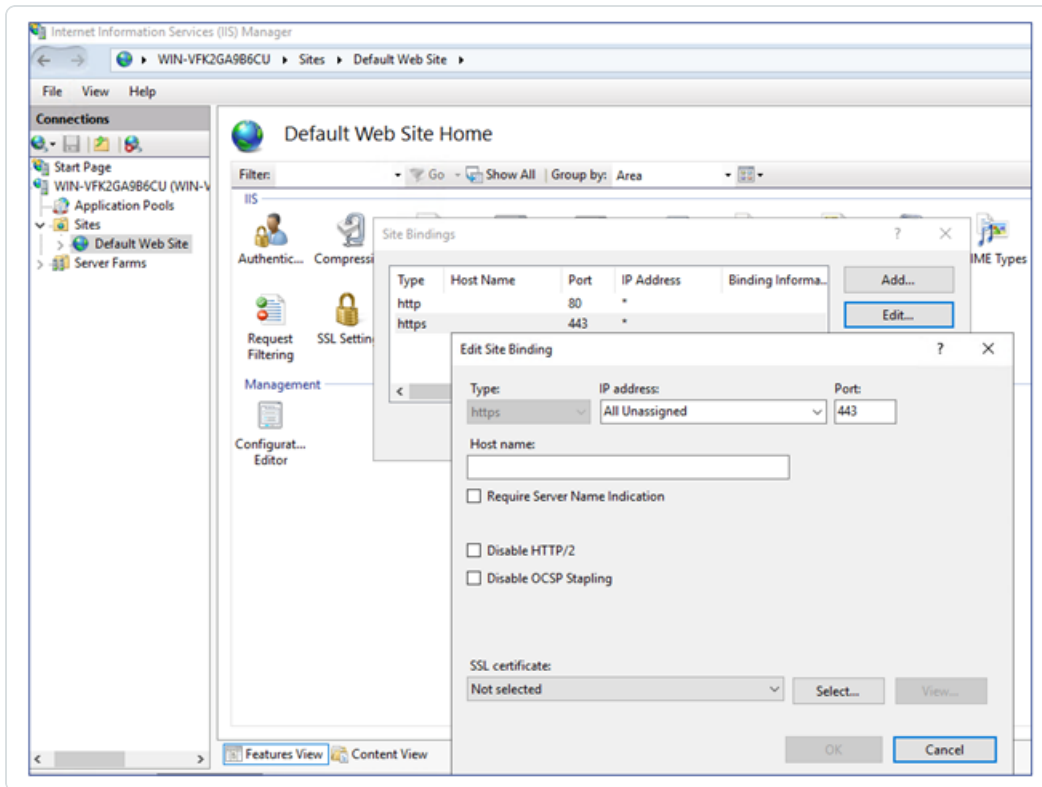 Internet Information Services (IIS) Manager
WIN-VFK2GA9B6CU Sites Default Web Site
File View Help
Connections
Start Page
WIN-VFK2GA9B6CU (WIN-V
Application Pools
Sites
Default Web Site
Server Farms
Default Web Site Home
Filter: Go Show All Group by: Area
IIS
Authentic... Compressi
MIME Types
Request Filtering
SSL Settin
Management
Configurat... Editor
Site Bindings ?
Type Host Name Port IP Address Binding Informa...
http 80 *
https 443 *
Add...
Edit...
Edit Site Binding ?
Type: IP address: Port:
https All Unassigned 443
Host name:
Require Server Name Indication
Disable HTTP/2
Disable OCSP Stapling
SSL certificate:
Not selected Select... View...
OK Cancel
Features View Content View